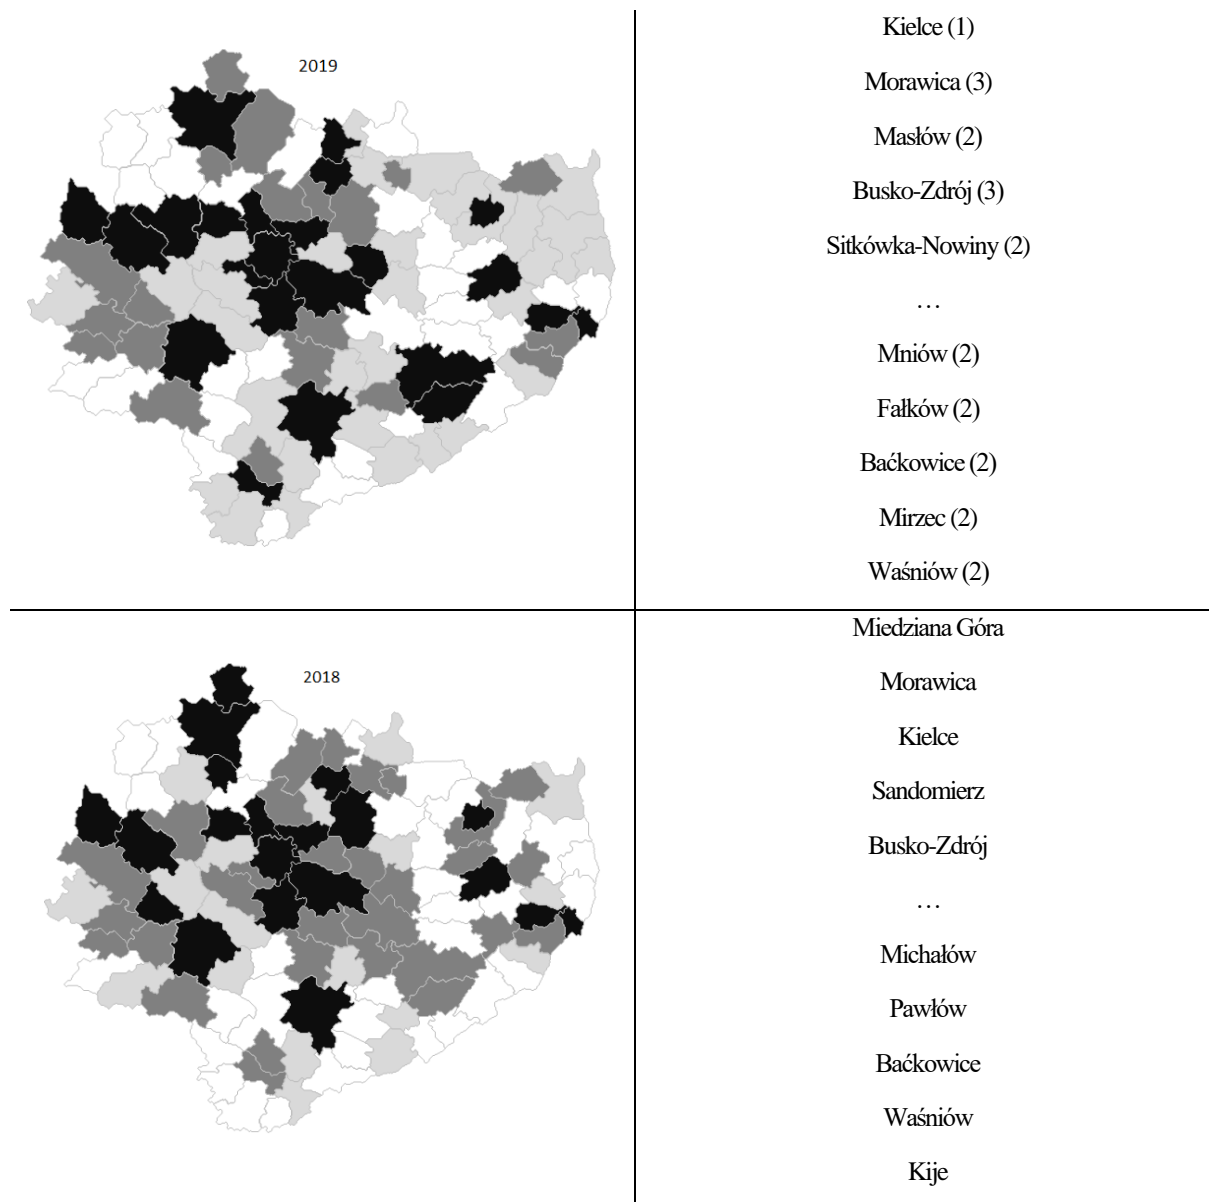 2019
Kielce (1)
Morawica (3)
Masłów (2)
Busko-Zdrój (3)
Sitkówka-Nowiny (2)
…
Mniów (2)
Fałków (2)
Baćkowice (2)
Mirzec (2)
Waśniów (2)
2018
Miedziana Góra
Morawica
Kielce
Sandomierz
Busko-Zdrój
…
Michałów
Pawłów
Baćkowice
Waśniów
Kije